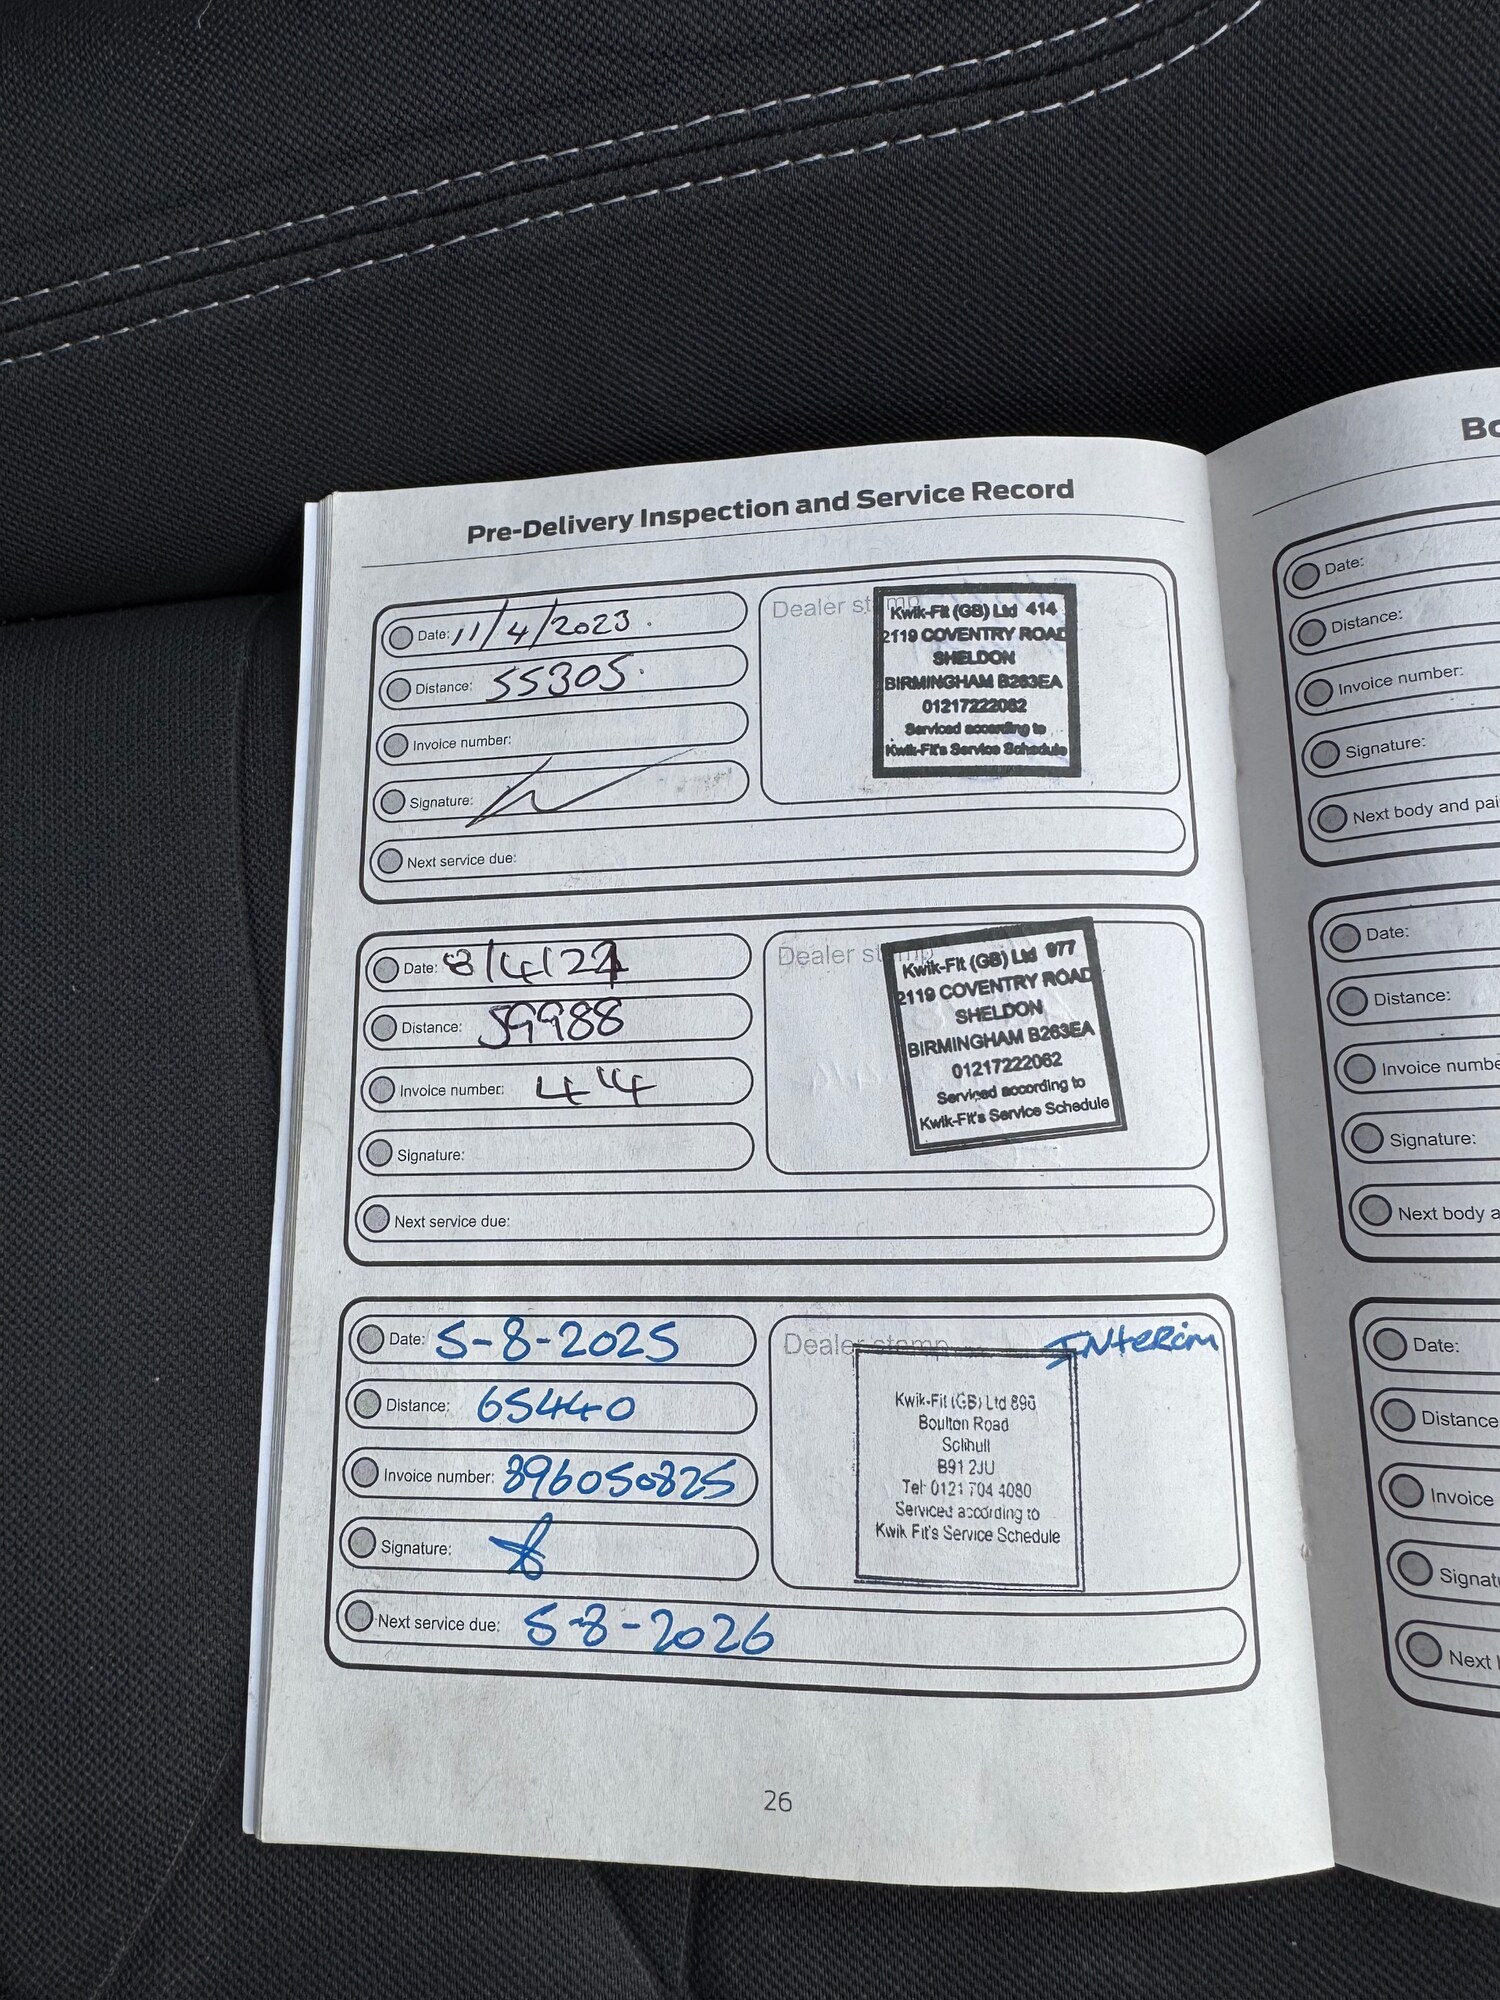 Pre-Delivery Inspection and Service Record
Date: 11/4/2023.
Distance: 55305.
Invoice number:
Signature:
Next service due:
Dealer stamp
Kwik-Fit (GB) Ltd 414
2119 COVENTRY ROAD
SHELDON
BIRMINGHAM B263EA
01217222062
Serviced according to
Kwik-Fit's Service Schedule
Date: 8/4/24
Distance: 59988
Invoice number: 44
Signature:
Next service due:
Dealer stamp
Kwik-Fit (GB) Ltd 977
2119 COVENTRY ROAD
SHELDON
BIRMINGHAM B263EA
01217222062
Serviced according to
Kwik-Fit's Service Schedule
Date: 5-8-2025
Distance: 65440
Invoice number: 896050825
Signature:
Next service due: 5-8-2026
Dealer stamp
INterim
Kwik-Fit (GB) Ltd 896
Boulton Road
Solihull
B91 2JU
Tel 0121 704 4080
Serviced according to
Kwik Fit's Service Schedule
26
Date:
Distance:
Invoice number:
Signature:
Next body and pai
Date:
Distance:
Invoice numbe
Signature:
Next body a
Date:
Distance
Invoice
Signat
Next